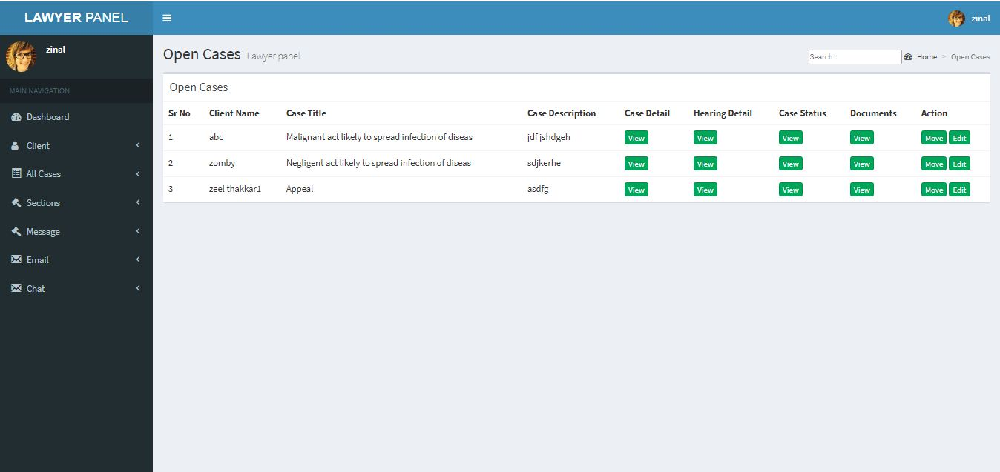 LAWYER PANEL
zinal
zinal
MAIN NAVIGATION
Dashboard
Client
All Cases
Sections
Message
Email
Chat
Open Cases Lawyer panel
Search.. Home > Open Cases
Open Cases
Sr No Client Name Case Title Case Description Case Detail Hearing Detail Case Status Documents Action
1 abc Malignant act likely to spread infection of diseas jdf jshdgeh View View View View Move Edit
2 zomby Negligent act likely to spread infection of diseas sdjkerhe View View View View Move Edit
3 zeel thakkar1 Appeal asdfg View View View View Move Edit